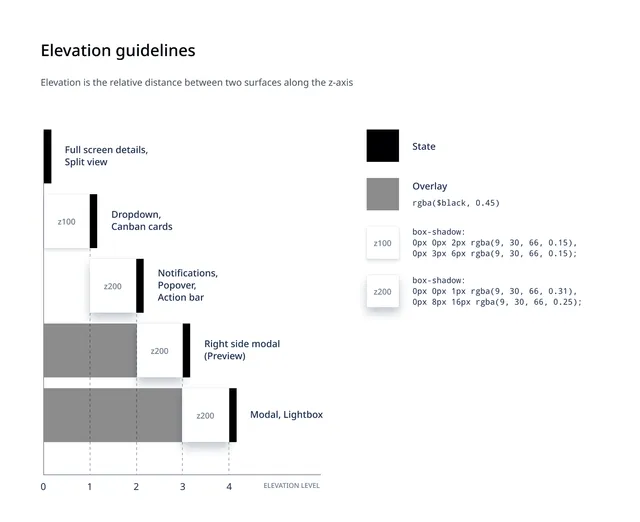 Elevation guidelines
Elevation is the relative distance between two surfaces along the z-axis
Full screen details,
Split view
z100
Dropdown,
Canban cards
z200
Notifications,
Popover,
Action bar
z200
Right side modal
(Preview)
z200
Modal, Lightbox
0 1 2 3 4 ELEVATION LEVEL
State
Overlay
rgba($black, 0.45)
z100
box-shadow:
0px 0px 2px rgba(9, 30, 66, 0.15),
0px 3px 6px rgba(9, 30, 66, 0.15);
z200
box-shadow:
0px 0px 1px rgba(9, 30, 66, 0.31),
0px 8px 16px rgba(9, 30, 66, 0.25);